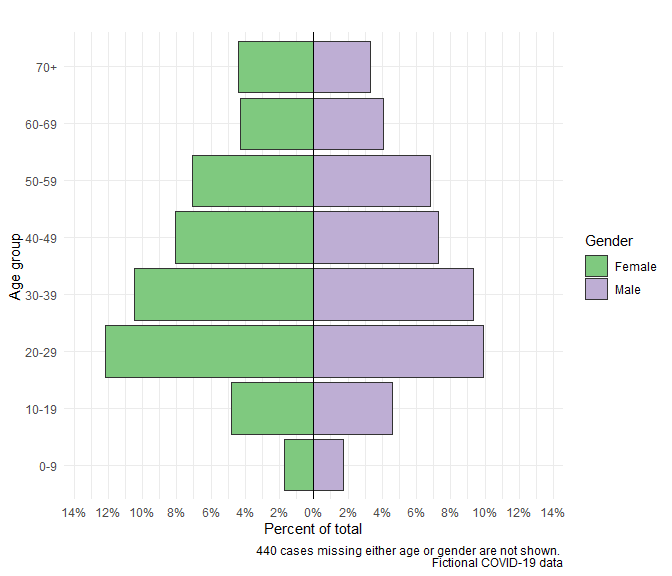 70+
60-69
50-59
40-49
30-39
20-29
10-19
0-9
Age group
14% 12% 10% 8% 6% 4% 2% 0% 2% 4% 6% 8% 10% 12% 14%
Percent of total
Gender
Female
Male
440 cases missing either age or gender are not shown.
Fictional COVID-19 data